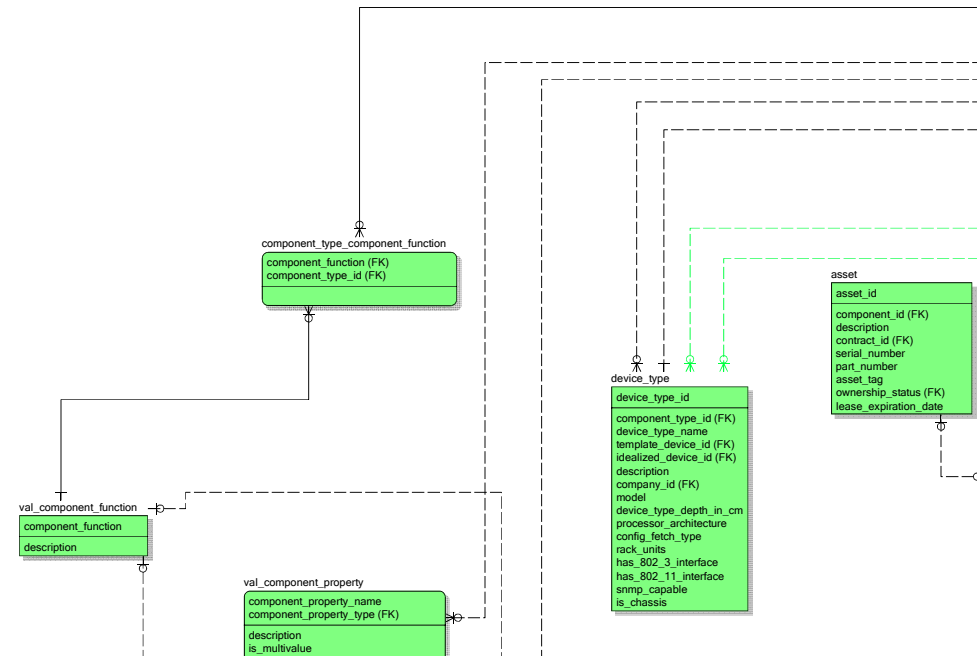 component_type_component_function
component_function (FK)
component_type_id (FK)
asset
asset_id
component_id (FK)
description
contract_id (FK)
serial_number
part_number
asset_tag
ownership_status (FK)
lease_expiration_date
device_type
device_type_id
component_type_id (FK)
device_type_name
template_device_id (FK)
idealized_device_id (FK)
description
company_id (FK)
model
device_type_depth_in_cm
processor_architecture
config_fetch_type
rack_units
has_802_3_interface
has_802_11_interface
snmp_capable
is_chassis
val_component_function
component_function
description
val_component_property
component_property_name
component_property_type (FK)
description
is_multivalue